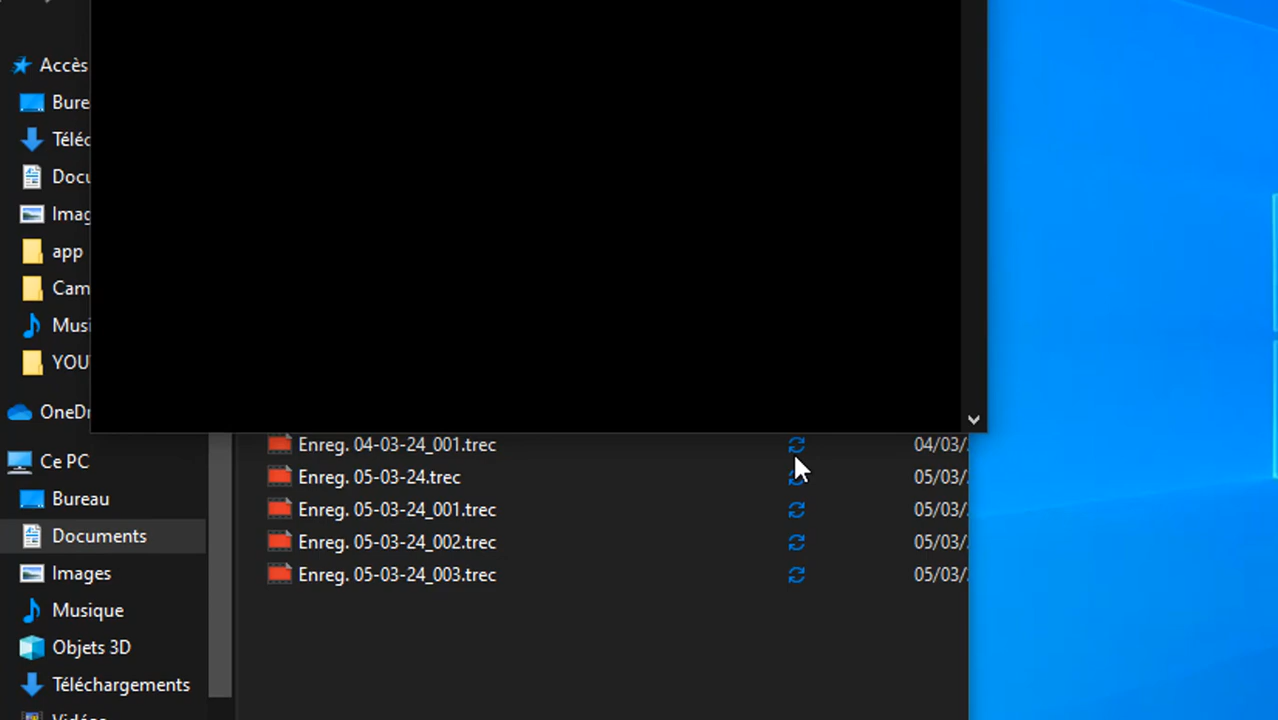 Accès
Bure
Téléc
Docu
Imag
app
Cam
Musi
YOU
OneDr
Ce PC
Bureau
Documents
Images
Musique
Objets 3D
Téléchargements
Vidéos
Enreg. 04-03-24_001.trec 04/03/
Enreg. 05-03-24.trec 05/03/
Enreg. 05-03-24_001.trec 05/03/
Enreg. 05-03-24_002.trec 05/03/
Enreg. 05-03-24_003.trec 05/03/